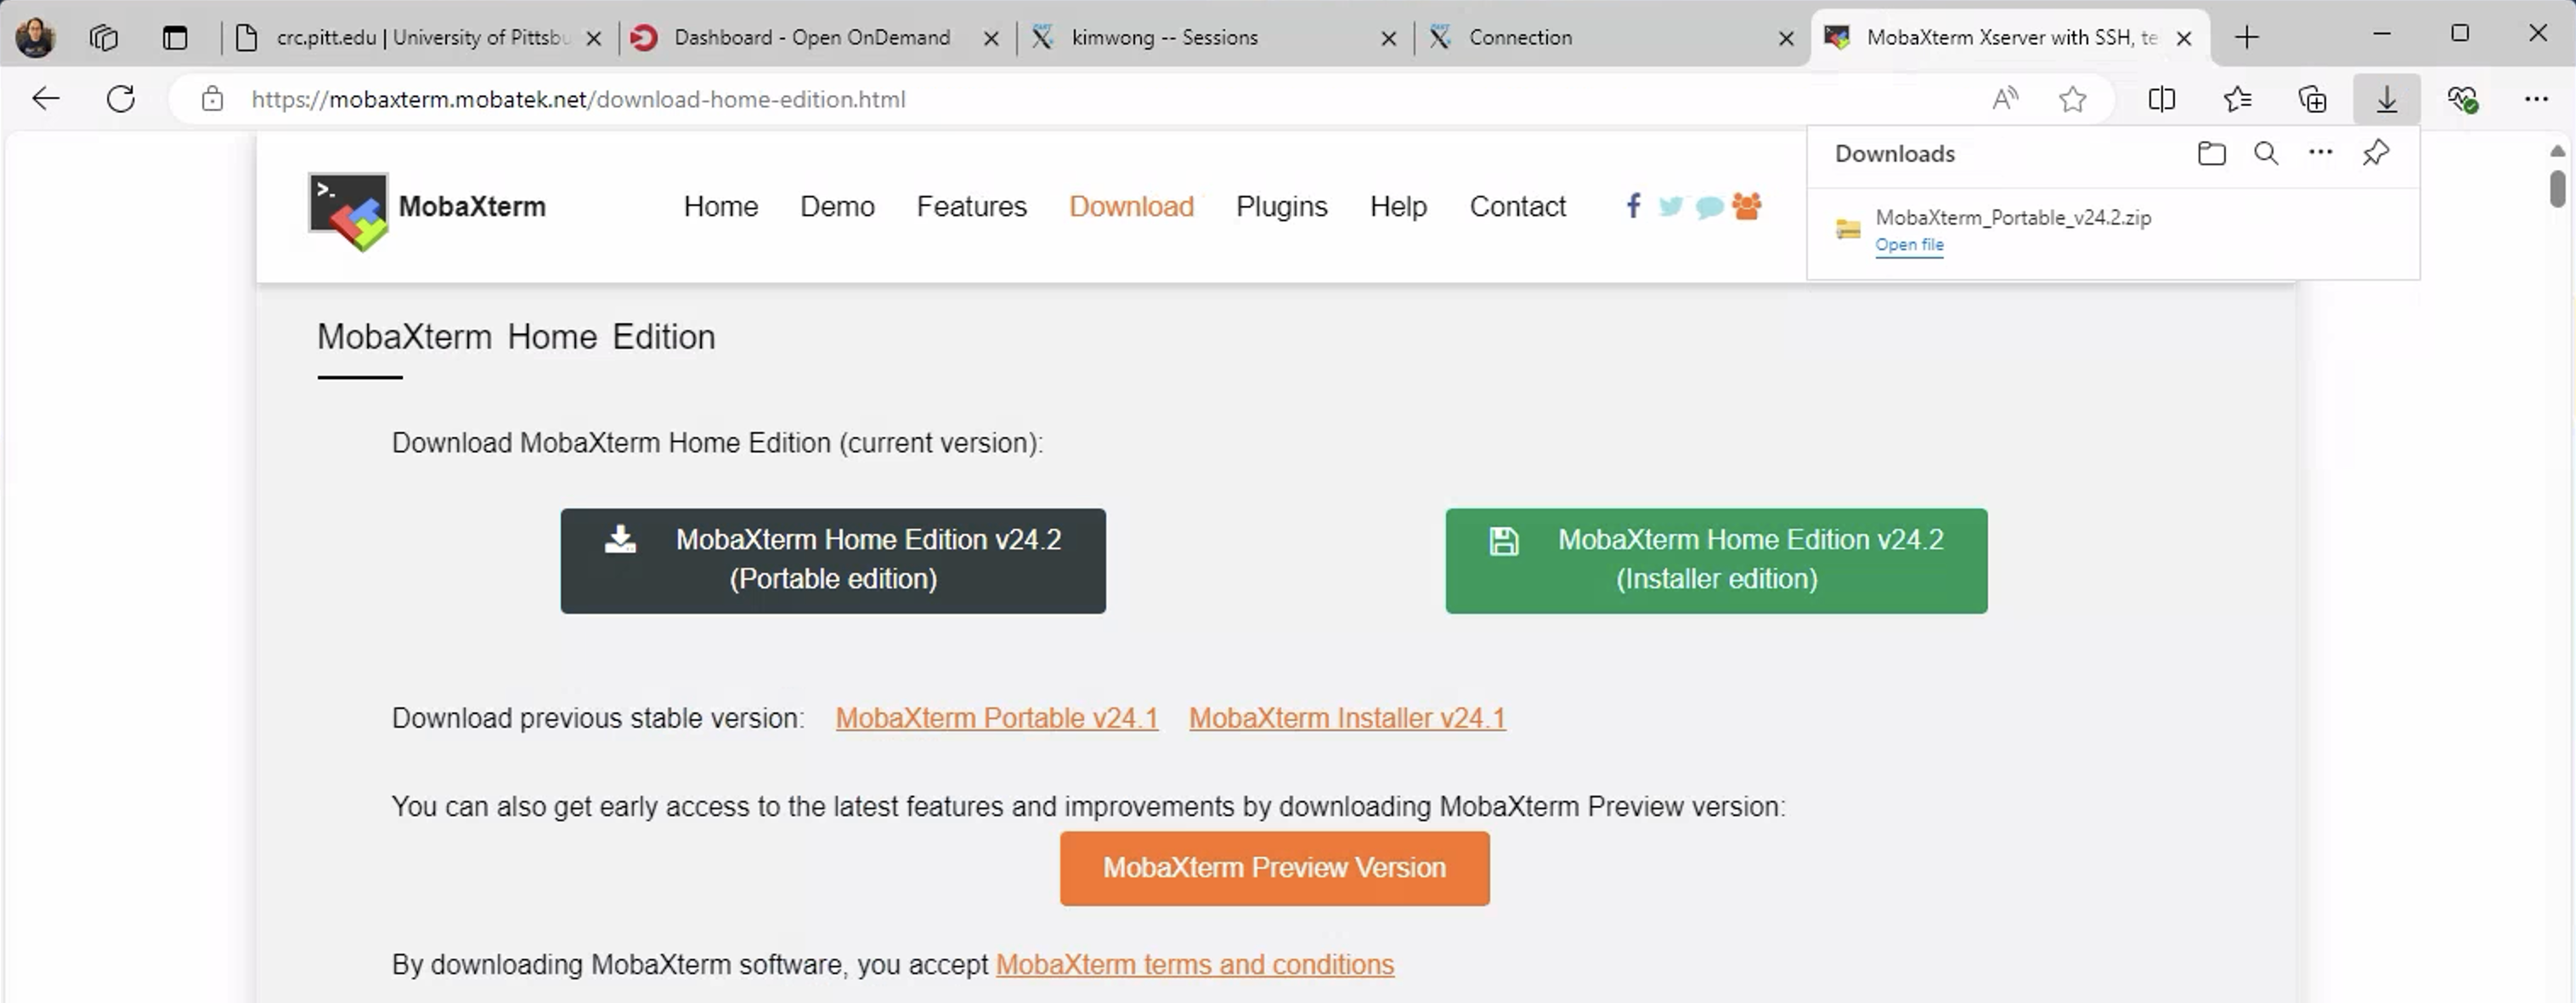 crc.pitt.edu | University of Pittsbu
Dashboard - Open OnDemand
kimwong -- Sessions
Connection
MobaXterm Xserver with SSH, te
https://mobaxterm.mobatek.net/download-home-edition.html
Downloads
MobaXterm_Portable_v24.2.zip
Open file
MobaXterm
Home Demo Features Download Plugins Help Contact
MobaXterm Home Edition
Download MobaXterm Home Edition (current version):
MobaXterm Home Edition v24.2
(Portable edition)
MobaXterm Home Edition v24.2
(Installer edition)
Download previous stable version: MobaXterm Portable v24.1 MobaXterm Installer v24.1
You can also get early access to the latest features and improvements by downloading MobaXterm Preview version:
MobaXterm Preview Version
By downloading MobaXterm software, you accept MobaXterm terms and conditions